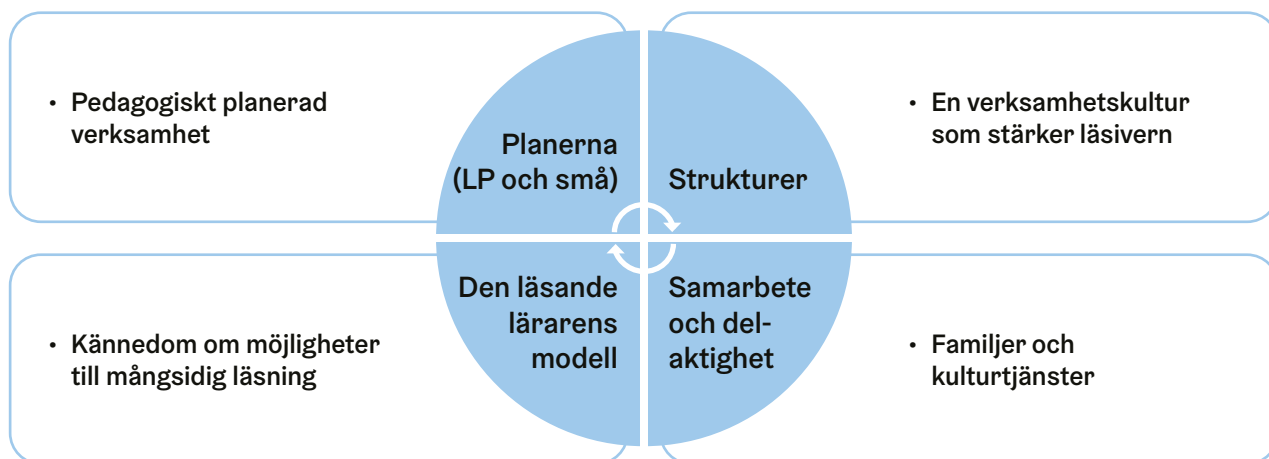 • Pedagogiskt planerad
verksamhet
Planerna
(LP och små)
Strukturer
• En verksamhetskultur
som stärker läsivern
• Kännedom om möjligheter
till mångsidig läsning
Den läsande
lärarens
modell
Samarbete
och del-
aktighet
• Familjer och
kulturtjänster